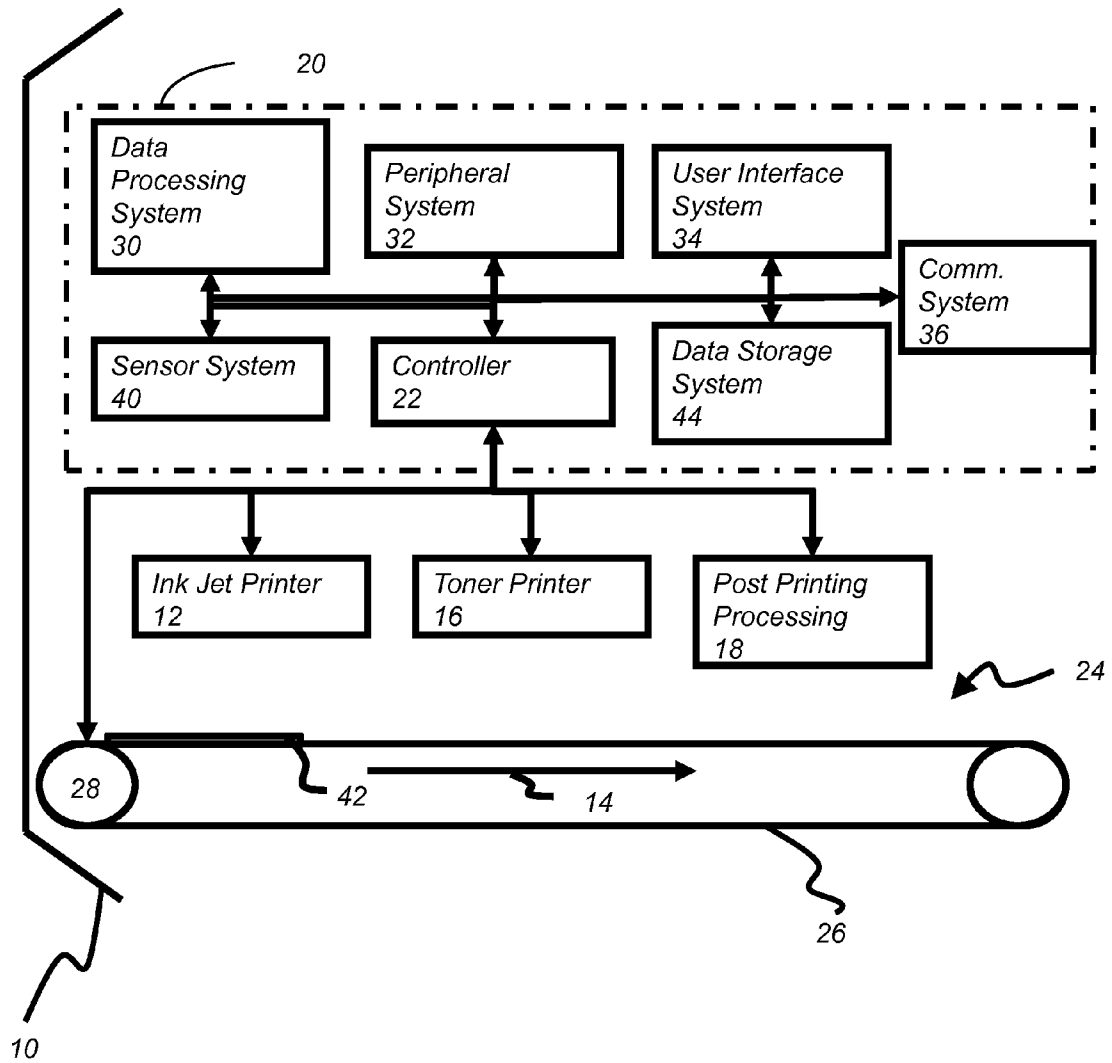 20
Data
Processing
System
30
Peripheral
System
32
User Interface
System
34
Comm.
System
36
Sensor System
40
Controller
22
Data Storage
System
44
Ink Jet Printer
12
Toner Printer
16
Post Printing
Processing
18
24
28
42
14
26
10